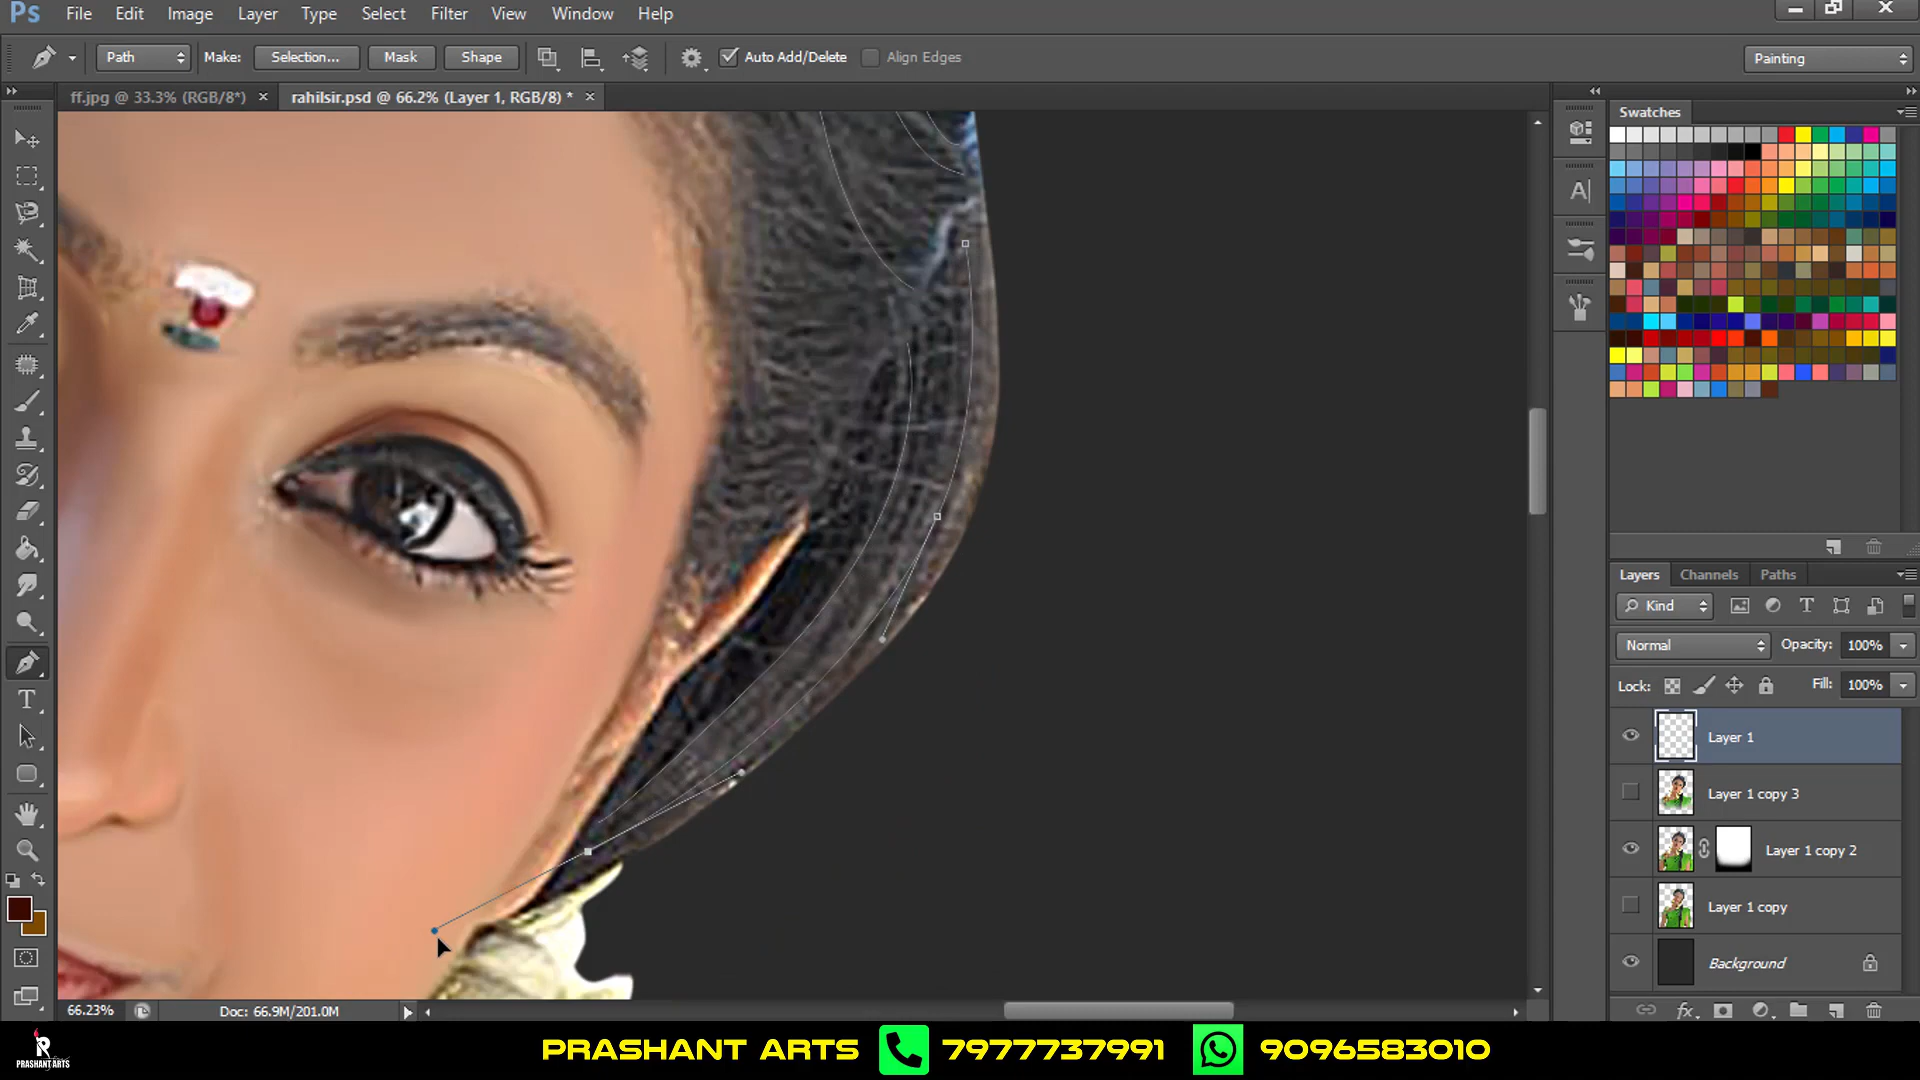 Ps File Edit Image Layer Type Select Filter View Window Help
Path Make: Selection... Mask Shape Auto Add/Delete Align Edges Painting
ff.jpg @ 33.3% (RGB/8*) × rahilsir.psd @ 66.2% (Layer 1, RGB/8) * ×
Swatches
Layers Channels Paths
Kind
Normal Opacity: 100%
Lock: Fill: 100%
Layer 1
Layer 1 copy 3
Layer 1 copy 2
Layer 1 copy
Background
66.23% Doc: 66.9M/201.0M
PRASHANT ARTS 7977737991 9096583010
PRASHANT ARTS